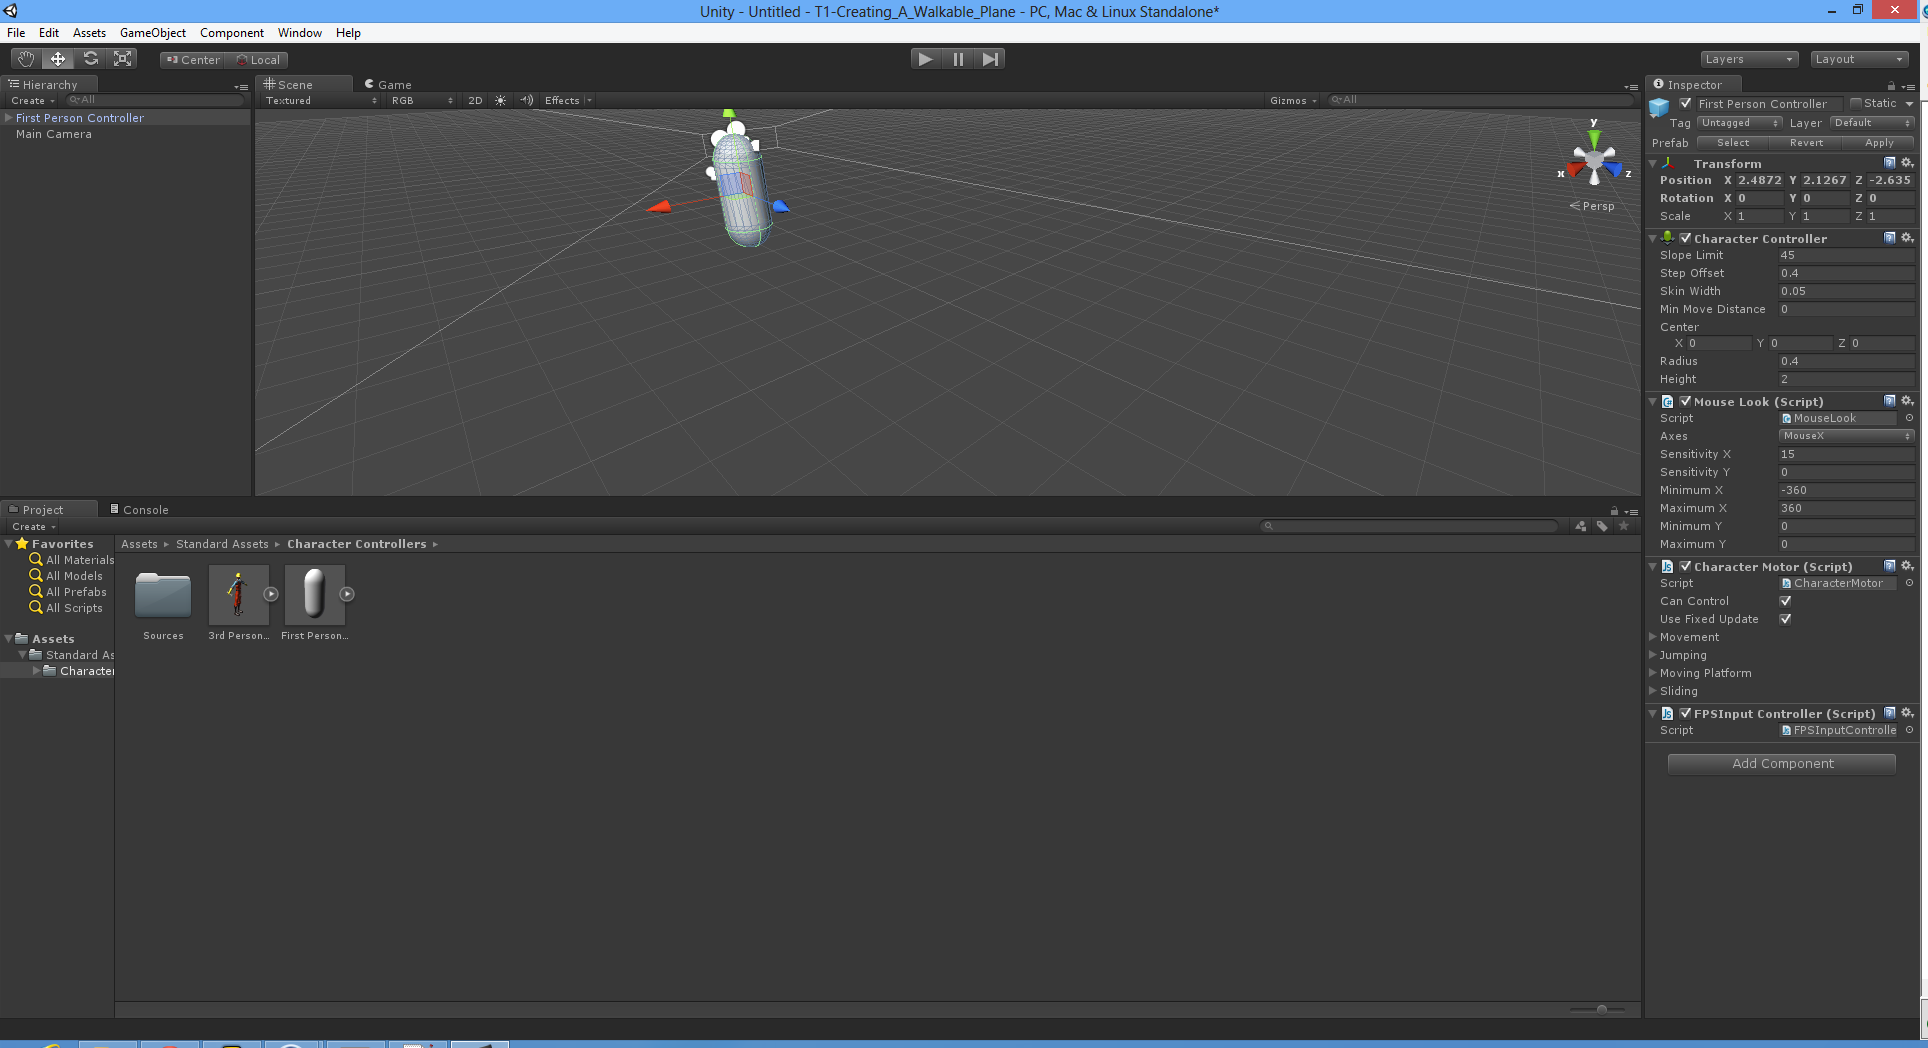 Unity - Untitled - T1-Creating_A_Walkable_Plane - PC, Mac & Linux Standalone*
File Edit Assets GameObject Component Window Help
Center Local
Layers Layout
Hierarchy
Create All
First Person Controller
Main Camera
Scene Game
Textured RGB 2D Effects Gizmos All
y
x z
Persp
Inspector
First Person Controller Static
Tag Untagged Layer Default
Prefab Select Revert Apply
Transform
Position X 2.4872 Y 2.1267 Z -2.635
Rotation X 0 Y 0 Z 0
Scale X 1 Y 1 Z 1
Character Controller
Slope Limit 45
Step Offset 0.4
Skin Width 0.05
Min Move Distance 0
Center
X 0 Y 0 Z 0
Radius 0.4
Height 2
Mouse Look (Script)
Script MouseLook
Axes MouseX
Sensitivity X 15
Sensitivity Y 0
Minimum X -360
Maximum X 360
Minimum Y 0
Maximum Y 0
Character Motor (Script)
Script CharacterMotor
Can Control
Use Fixed Update
Movement
Jumping
Moving Platform
Sliding
FPSInput Controller (Script)
Script FPSInputControlle
Add Component
Project Console
Create
Favorites
All Materials
All Models
All Prefabs
All Scripts
Assets
Standard As
Character
Assets Standard Assets Character Controllers
Sources 3rd Person... First Person...